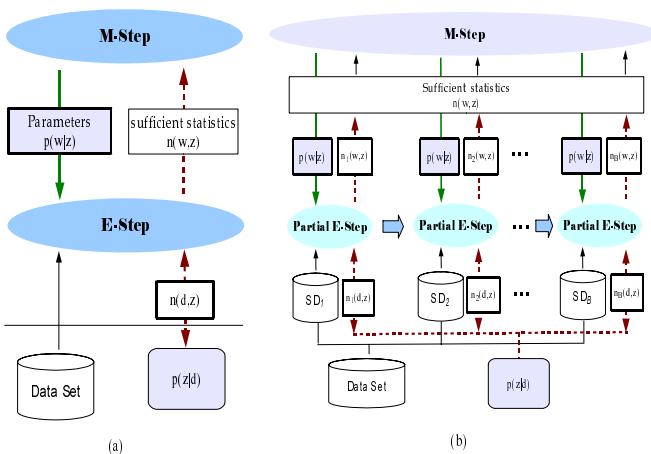 M-Step
Parameters
p(w|z)
sufficient statistics
n(w,z)
E-Step
n(d,z)
Data Set
p(z|d)
(a)
M-Step
Sufficient statistics
n(w,z)
p(w|z)
n1(w,z)
p(w|z)
n2(w,z)
...
p(w|z)
nB(w,z)
Partial E-Step
Partial E-Step
...
Partial E-Step
SD1
n1(d,z)
SD2
n2(d,z)
...
SDB
nB(d,z)
Data Set
p(z|d)
(b)